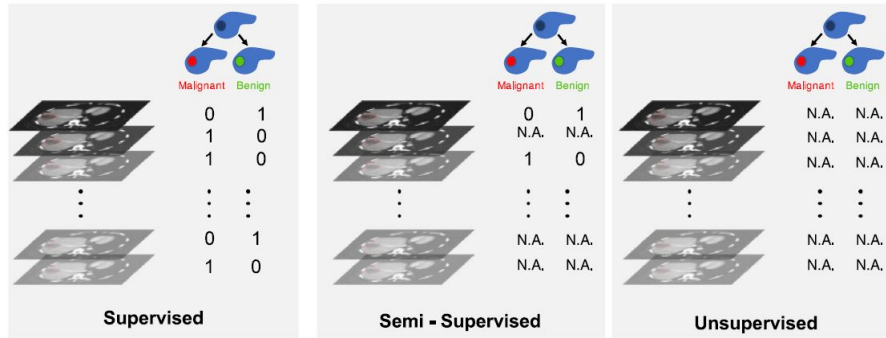 Malignant Benign
0 1
1 0
1 0
0 1
1 0
Supervised
Malignant Benign
0 1
N.A. N.A.
1 0
N.A. N.A.
N.A. N.A.
Semi - Supervised
Malignant Benign
N.A. N.A.
N.A. N.A.
N.A. N.A.
N.A. N.A.
N.A. N.A.
Unsupervised